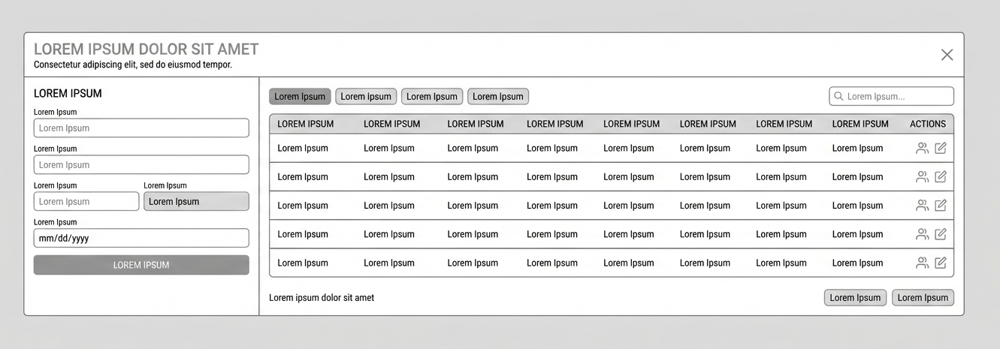 LOREM IPSUM DOLOR SIT AMET
Consectetur adipiscing elit, sed do eiusmod tempor.
LOREM IPSUM
Lorem Ipsum
Lorem Ipsum
Lorem Ipsum
Lorem Ipsum
Lorem Ipsum Lorem Ipsum
Lorem Ipsum Lorem Ipsum
Lorem Ipsum
mm/dd/yyyy
LOREM IPSUM
Lorem Ipsum Lorem Ipsum Lorem Ipsum Lorem Ipsum Lorem Ipsum...
LOREM IPSUM LOREM IPSUM LOREM IPSUM LOREM IPSUM LOREM IPSUM LOREM IPSUM LOREM IPSUM LOREM IPSUM ACTIONS
Lorem Ipsum Lorem Ipsum Lorem Ipsum Lorem Ipsum Lorem Ipsum Lorem Ipsum Lorem Ipsum Lorem Ipsum
Lorem Ipsum Lorem Ipsum Lorem Ipsum Lorem Ipsum Lorem Ipsum Lorem Ipsum Lorem Ipsum Lorem Ipsum
Lorem Ipsum Lorem Ipsum Lorem Ipsum Lorem Ipsum Lorem Ipsum Lorem Ipsum Lorem Ipsum Lorem Ipsum
Lorem Ipsum Lorem Ipsum Lorem Ipsum Lorem Ipsum Lorem Ipsum Lorem Ipsum Lorem Ipsum Lorem Ipsum
Lorem Ipsum Lorem Ipsum Lorem Ipsum Lorem Ipsum Lorem Ipsum Lorem Ipsum Lorem Ipsum Lorem Ipsum
Lorem ipsum dolor sit amet Lorem Ipsum Lorem Ipsum